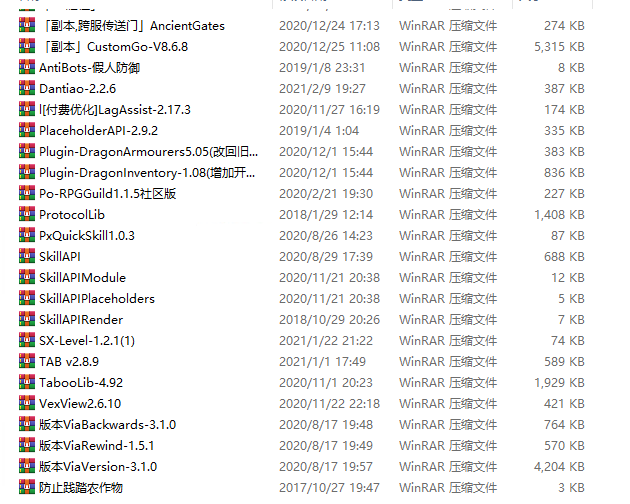 「副本,跨服传送门」AncientGates 2020/12/24 17:13 WinRAR 压缩文件 274 KB
「副本」CustomGo-V8.6.8 2020/12/25 11:08 WinRAR 压缩文件 5,315 KB
AntiBots-假人防御 2019/1/8 23:31 WinRAR 压缩文件 8 KB
Dantiao-2.2.6 2021/2/9 19:27 WinRAR 压缩文件 387 KB
l[付费优化]LagAssist-2.17.3 2020/11/27 16:19 WinRAR 压缩文件 174 KB
PlaceholderAPI-2.9.2 2019/1/4 1:04 WinRAR 压缩文件 335 KB
Plugin-DragonArmourers5.05(改回旧... 2020/12/1 15:44 WinRAR 压缩文件 383 KB
Plugin-DragonInventory-1.08(增加开... 2020/12/1 15:44 WinRAR 压缩文件 836 KB
Po-RPGGuild1.1.5社区版 2020/2/21 19:30 WinRAR 压缩文件 227 KB
ProtocolLib 2018/1/29 12:14 WinRAR 压缩文件 1,408 KB
PxQuickSkill1.0.3 2020/8/26 14:23 WinRAR 压缩文件 87 KB
SkillAPI 2020/8/29 17:39 WinRAR 压缩文件 688 KB
SkillAPIModule 2020/11/21 20:38 WinRAR 压缩文件 12 KB
SkillAPIPlaceholders 2020/11/21 20:38 WinRAR 压缩文件 5 KB
SkillAPIRender 2018/10/29 20:26 WinRAR 压缩文件 7 KB
SX-Level-1.2.1(1) 2021/1/22 21:22 WinRAR 压缩文件 74 KB
TAB v2.8.9 2021/1/1 17:49 WinRAR 压缩文件 589 KB
TabooLib-4.92 2020/11/1 20:23 WinRAR 压缩文件 1,929 KB
VexView2.6.10 2020/11/22 22:18 WinRAR 压缩文件 421 KB
版本ViaBackwards-3.1.0 2020/8/17 19:48 WinRAR 压缩文件 764 KB
版本ViaRewind-1.5.1 2020/8/17 19:49 WinRAR 压缩文件 570 KB
版本ViaVersion-3.1.0 2020/8/17 19:57 WinRAR 压缩文件 4,204 KB
防止践踏农作物 2017/10/27 19:47 WinRAR 压缩文件 3 KB